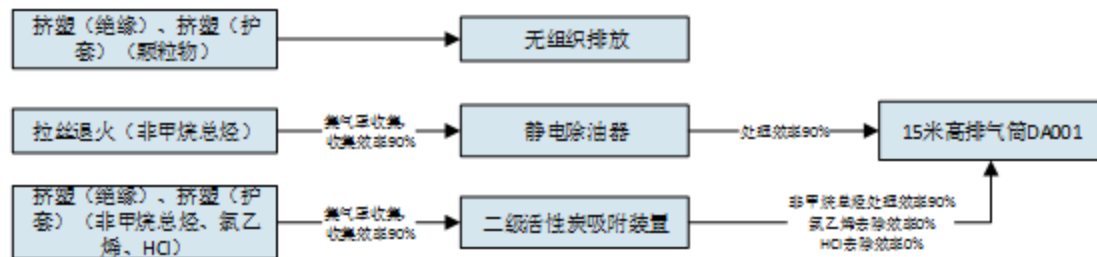 挤塑（绝缘）、挤塑（护
套）（颗粒物）
无组织排放
拉丝退火（非甲烷总烃）
集气罩收集，
收集效率90%
静电除油器
处理效率90%
15米高排气筒DA001
挤塑（绝缘）、挤塑（护
套）（非甲烷总烃、氯乙
烯、HCl）
集气罩收集，
收集效率90%
二级活性炭吸附装置
非甲烷总烃处理效率90%
氯乙烯去除效率0%
HCl去除效率0%